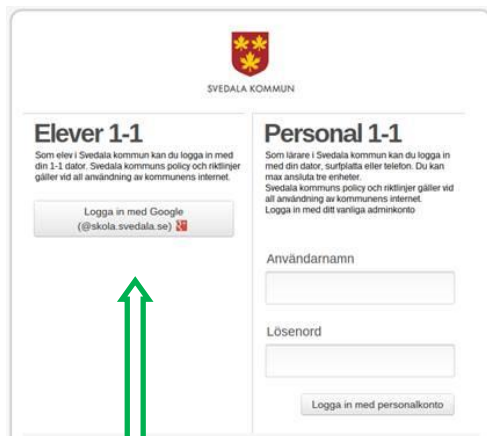 SVEDALA KOMMUN
Elever 1-1
Som elev i Svedala kommun kan du logga in med
din 1-1 dator. Svedala kommuns policy och riktlinjer
gäller vid all användning av kommunens internet.
Logga in med Google
(@skola.svedala.se)
Personal 1-1
Som lärare i Svedala kommun kan du logga in
med din dator, surfplatta eller telefon. Du kan
max ansluta tre enheter.
Svedala kommuns policy och riktlinjer gäller vid
all användning av kommunens internet.
Logga in med ditt vanliga adminkonto
Användarnamn
Lösenord
Logga in med personalkonto